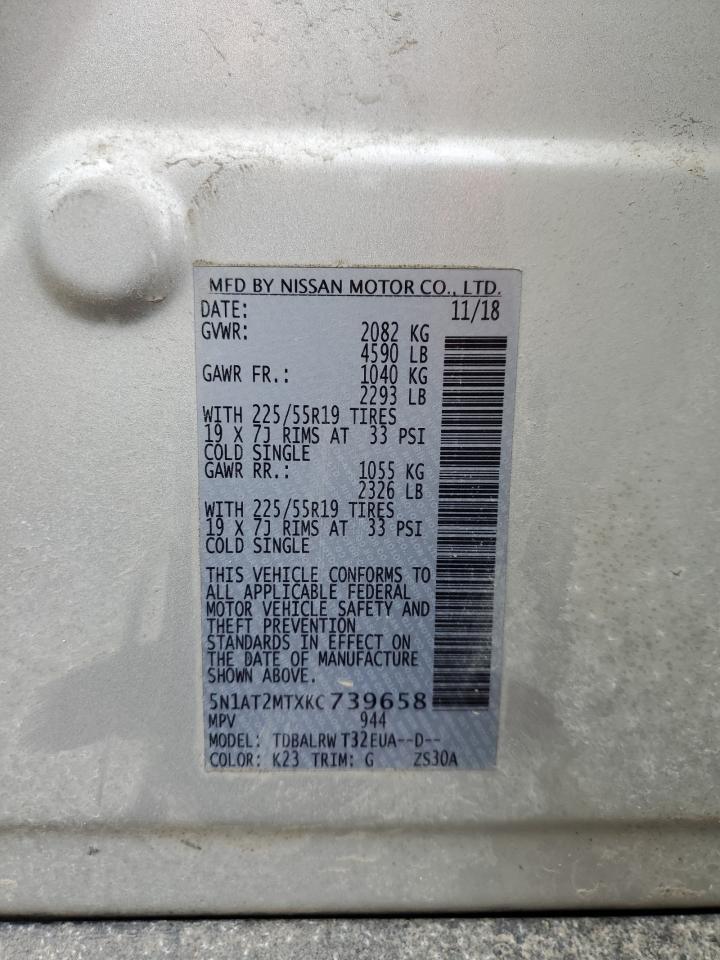 MFD BY NISSAN MOTOR CO., LTD.
DATE: 11/18
GVWR: 2082 KG
4590 LB
GAWR FR.: 1040 KG
2293 LB
WITH 225/55R19 TIRES
19 X 7J RIMS AT 33 PSI
COLD SINGLE
GAWR RR.: 1055 KG
2326 LB
WITH 225/55R19 TIRES
19 X 7J RIMS AT 33 PSI
COLD SINGLE
THIS VEHICLE CONFORMS TO
ALL APPLICABLE FEDERAL
MOTOR VEHICLE SAFETY AND
THEFT PREVENTION
STANDARDS IN EFFECT ON
THE DATE OF MANUFACTURE
SHOWN ABOVE.
5N1AT2MTXKC739658
MPV 944
MODEL: TDBALRW T32EUA--D--
COLOR: K23 TRIM: G ZS30A